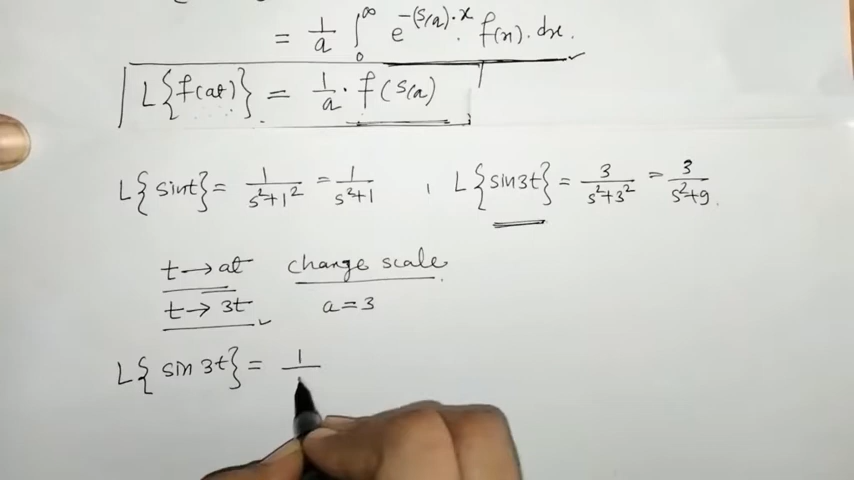 = 1/a ∫₀^∞ e^-(s/a)·x f(x)·dx.
L{f(at)} = 1/a · f(s/a)
L{sint} = 1/s²+1² = 1/s²+1 , L{sin3t} = 3/s²+3² = 3/s²+9.
t→at change scale
t→3t a=3
L{sin 3t} = 1